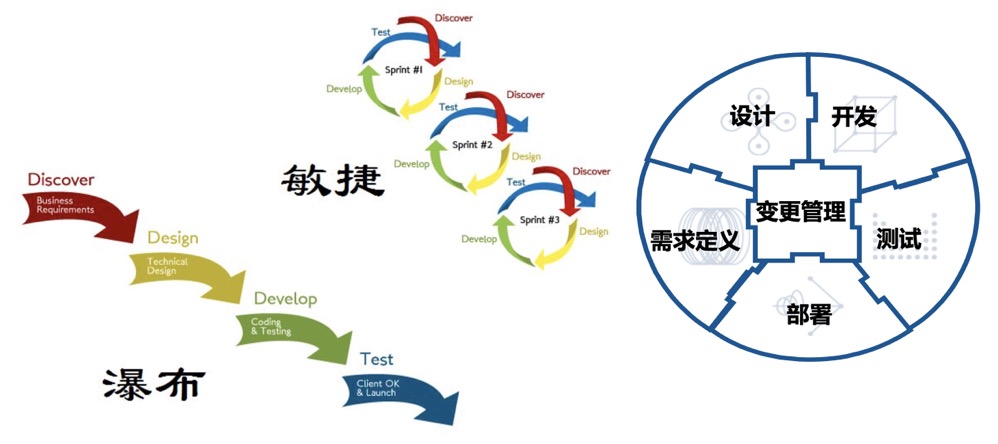 Discover
Business
Requirements
Design
Technical
Design
Develop
Coding
& Testing
Test
Client OK
& Launch
瀑布
敏捷
Discover
Test
Sprint #1
Develop
Design
Discover
Test
Sprint #2
Develop
Design
Discover
Test
Sprint #3
Develop
Design
设计
开发
变更管理
需求定义
测试
部署